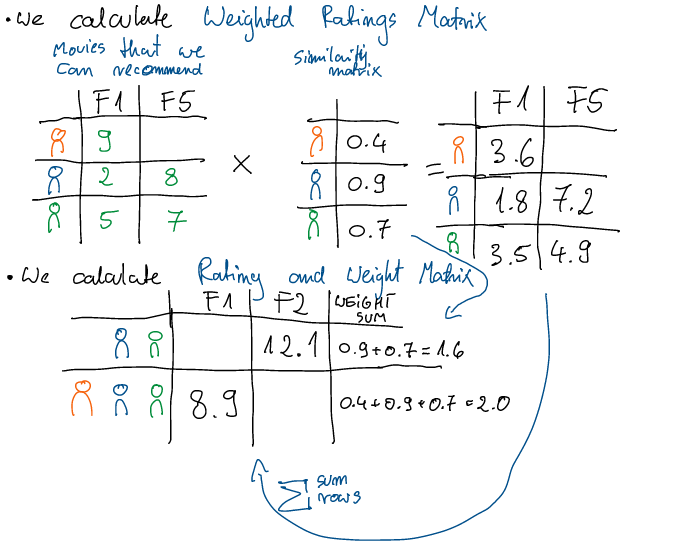 • We calculate Weighted Ratings Matrix
Movies that we
Can recommend
Similarity
matrix
F1 F5
9
2 8
5 7
×
0.4
0.9
0.7
=
F1 F5
3.6
1.8 7.2
3.5 4.9
• We calculate Rating and Weight Matrix
F1 F2 WEIGHT
SUM
12.1 0.9+0.7=1.6
8.9 0.4+0.9+0.7=2.0
∑ sum
rows